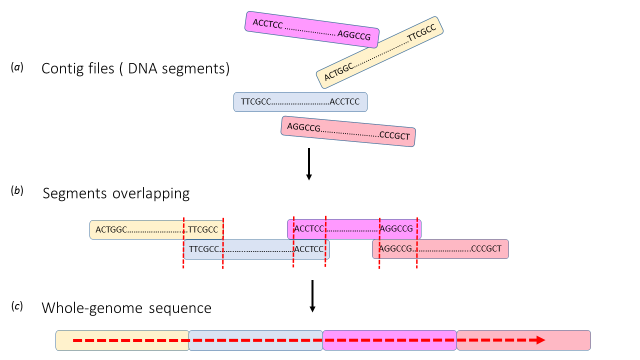 ACCTCC ..................... AGGCCG
ACTGGC.......................TTCGCC
(a) Contig files ( DNA segments)
TTCGCC.........................ACCTCC
AGGCCG.........................CCCGCT
(b) Segments overlapping
ACTGGC.........................TTCGCC
ACCTCC.......................AGGCCG
TTCGCC..............................ACCTCC
AGGCCG.........................CCCGCT
(c) Whole-genome sequence